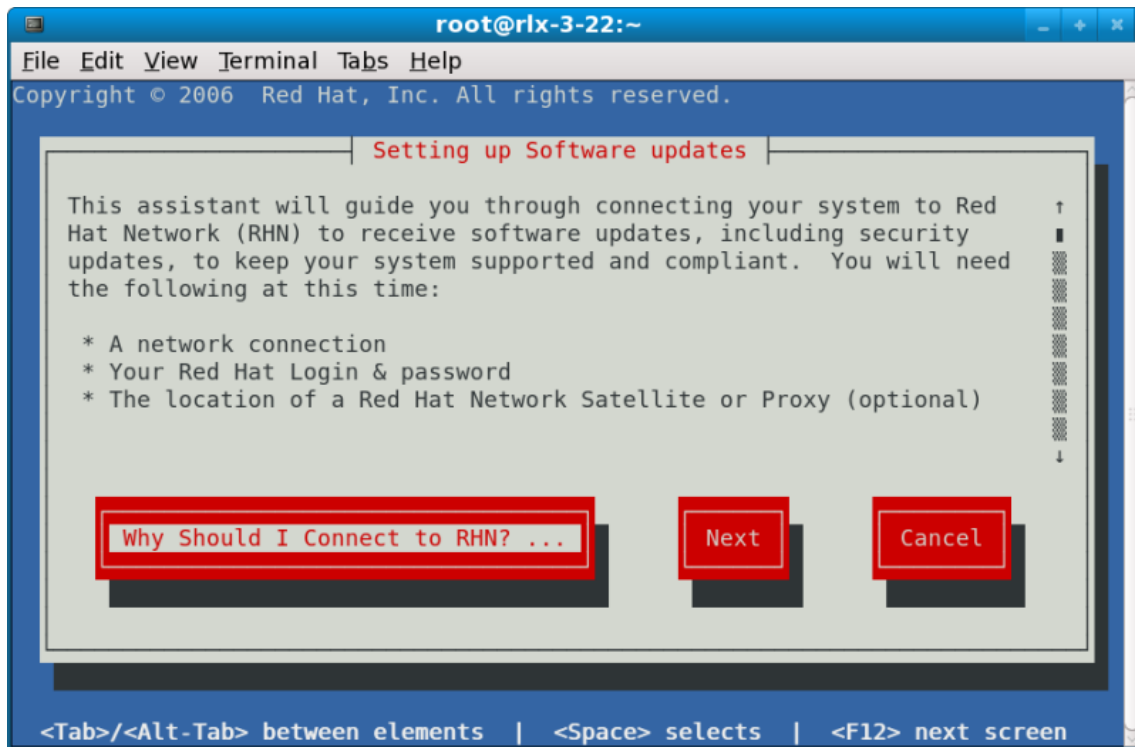 root@rlx-3-22:~
File Edit View Terminal Tabs Help
Copyright © 2006 Red Hat, Inc. All rights reserved.
Setting up Software updates
This assistant will guide you through connecting your system to Red
Hat Network (RHN) to receive software updates, including security
updates, to keep your system supported and compliant. You will need
the following at this time:
* A network connection
* Your Red Hat Login & password
* The location of a Red Hat Network Satellite or Proxy (optional)
Why Should I Connect to RHN? ... Next Cancel
<Tab>/<Alt-Tab> between elements | <Space> selects | <F12> next screen